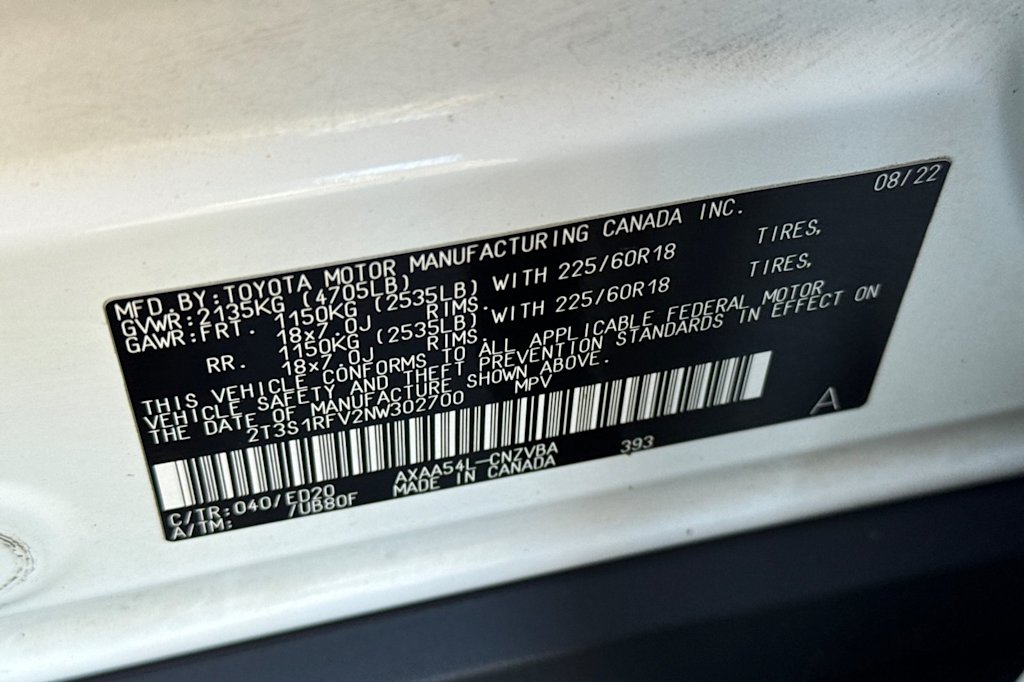 08/22
MFD. BY: TOYOTA MOTOR MANUFACTURING CANADA INC.
GVWR: 2135KG (4705LB)
GAWR: FRT. 1150KG (2535LB) WITH 225/60R18 TIRES,
18x7.0J RIMS.
RR. 1150KG (2535LB) WITH 225/60R18 TIRES,
18x7.0J RIMS.
THIS VEHICLE CONFORMS TO ALL APPLICABLE FEDERAL MOTOR
VEHICLE SAFETY AND THEFT PREVENTION STANDARDS IN EFFECT ON
THE DATE OF MANUFACTURE SHOWN ABOVE.
2T3S1RFV2NW302700 MPV
A
C/TR: 040/ED20 AXAA54L-CNZVBA 393
A/TM: /UB80F MADE IN CANADA